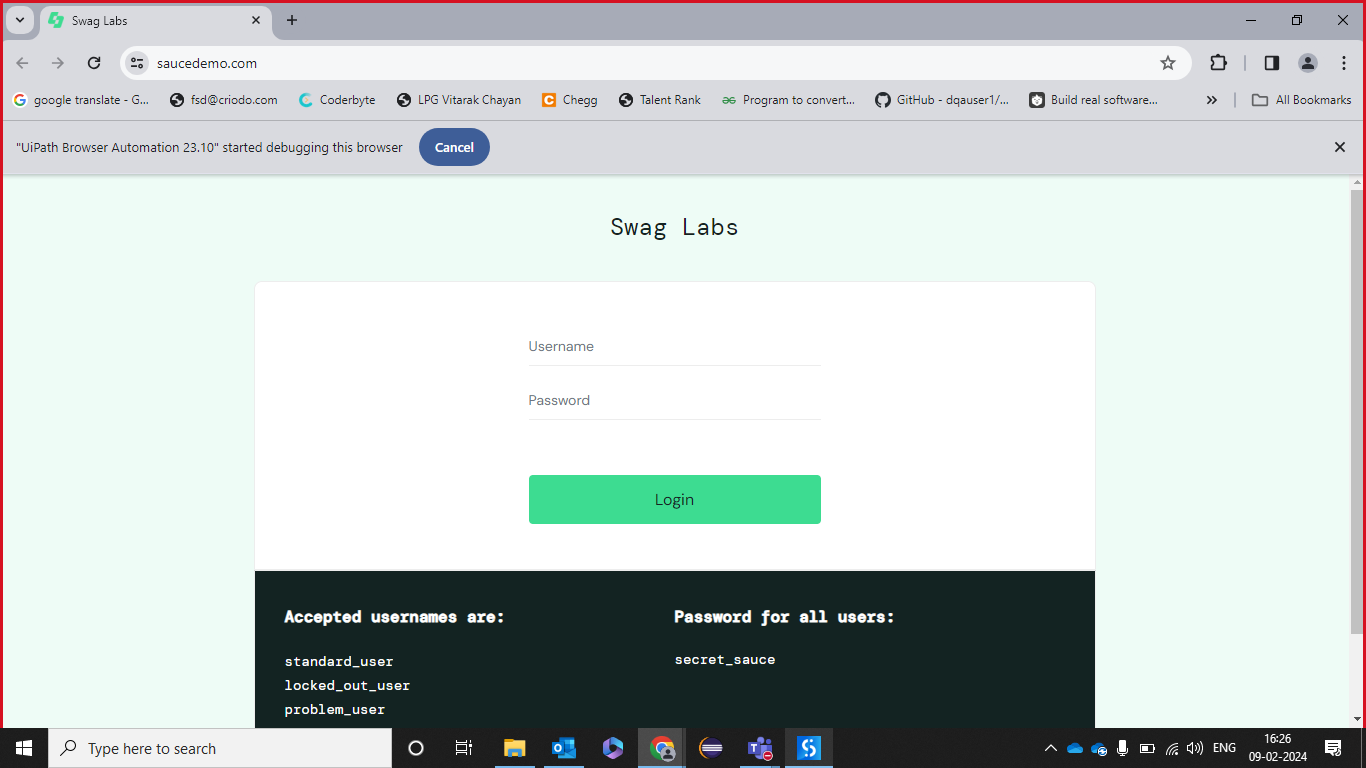 Swag Labs
saucedemo.com
google translate - G...
fsd@criodo.com
Coderbyte
LPG Vitarak Chayan
Chegg
Talent Rank
Program to convert...
GitHub - dqauser1/...
Build real software...
All Bookmarks
"UiPath Browser Automation 23.10" started debugging this browser
Cancel
Swag Labs
Username
Password
Login
Accepted usernames are:
standard_user
locked_out_user
problem_user
Password for all users:
secret_sauce
Type here to search
ENG
16:26
09-02-2024